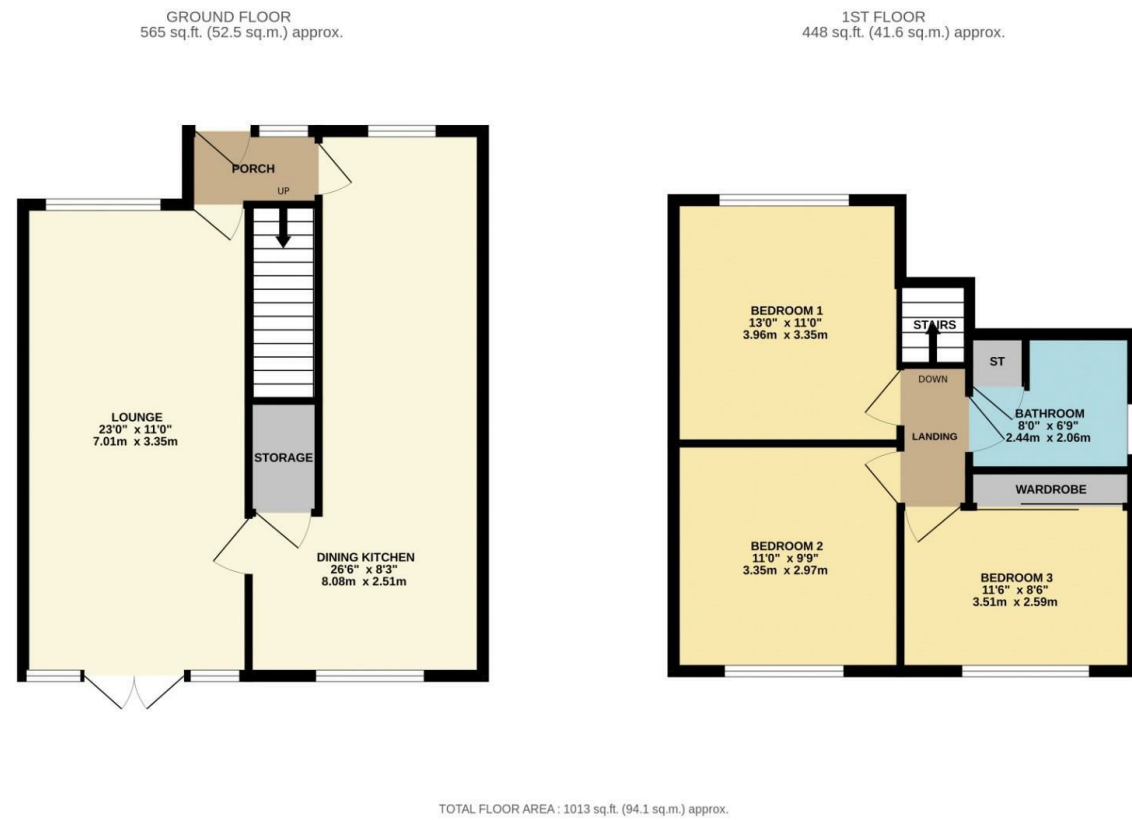 GROUND FLOOR
565 sq.ft. (52.5 sq.m.) approx.
PORCH
UP
LOUNGE
23'0" x 11'0"
7.01m x 3.35m
STORAGE
DINING KITCHEN
26'6" x 8'3"
8.08m x 2.51m
1ST FLOOR
448 sq.ft. (41.6 sq.m.) approx.
BEDROOM 1
13'0" x 11'0"
3.96m x 3.35m
STAIRS
DOWN
LANDING
ST
BATHROOM
8'0" x 6'9"
2.44m x 2.06m
WARDROBE
BEDROOM 2
11'0" x 9'9"
3.35m x 2.97m
BEDROOM 3
11'6" x 8'6"
3.51m x 2.59m
TOTAL FLOOR AREA : 1013 sq.ft. (94.1 sq.m.) approx.